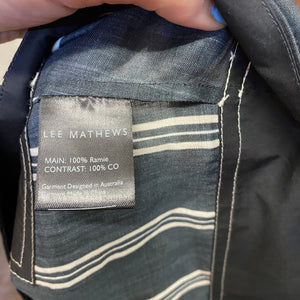 LEE MATHEWS
MAIN: 100% Ramie
CONTRAST: 100% CO
Garment Designed in Australia